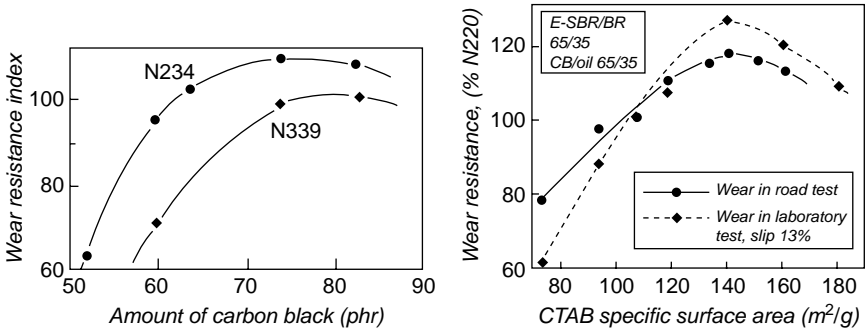 Wear resistance index
100
80
60
N234
N339
50
60
70
80
90
Amount of carbon black (phr)
Wear resistance, (% N220)
120
100
80
60
E-SBR/BR
65/35
CB/oil 65/35
Wear in road test
Wear in laboratory
test, slip 13%
80
100
120
140
160
180
CTAB specific surface area (m²/g)